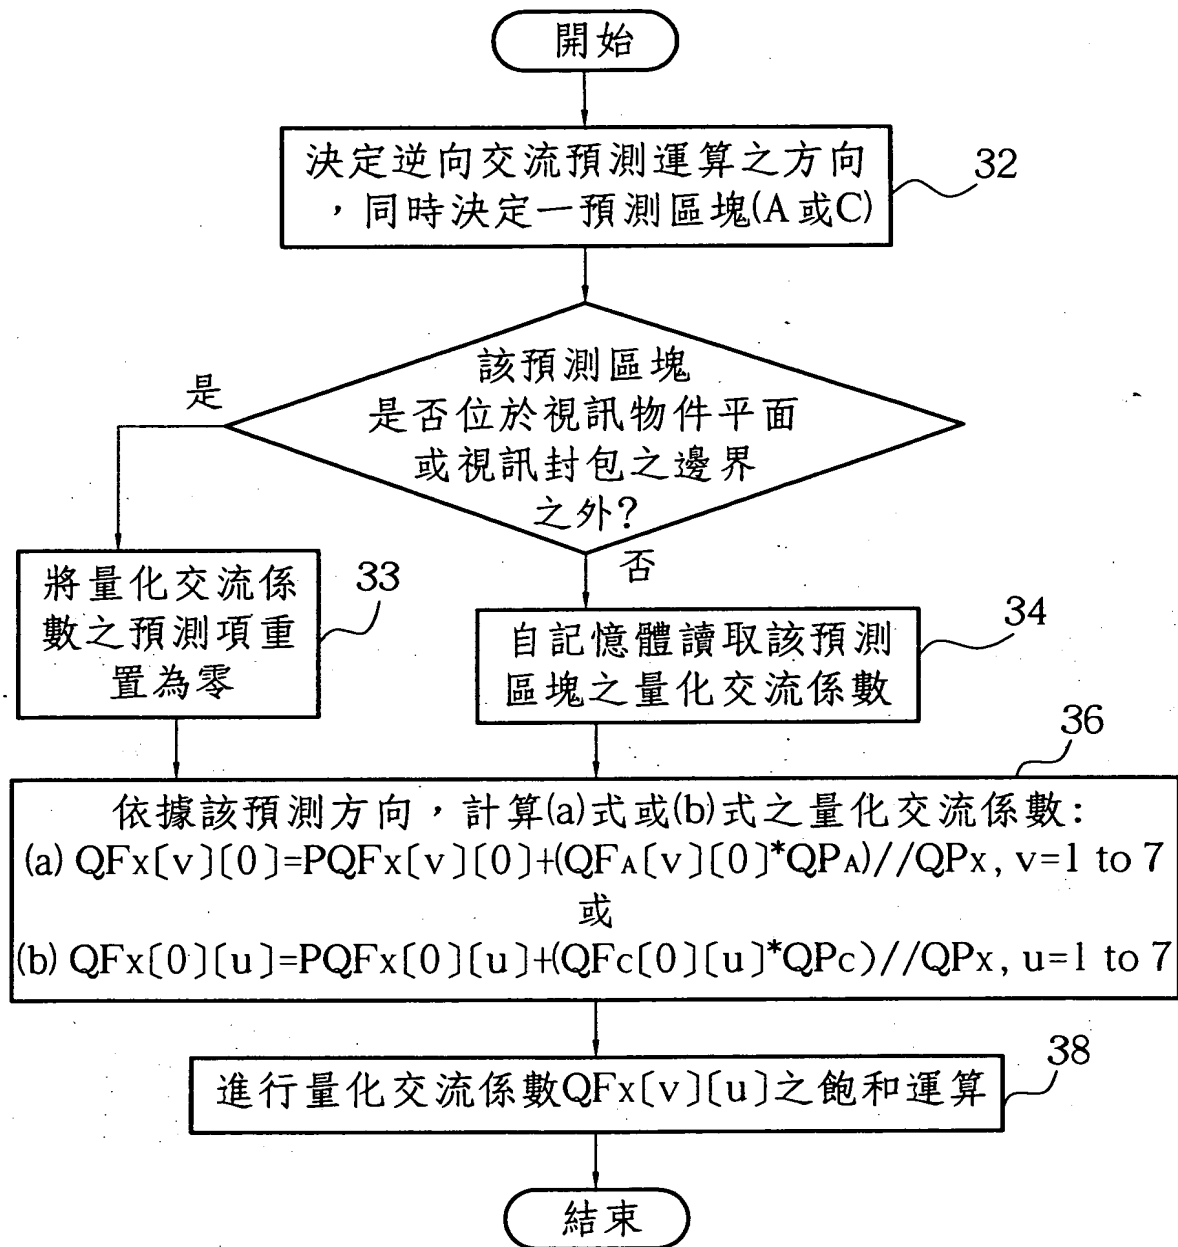 開始
決定逆向交流預測運算之方向
，同時決定一預測區塊(A或C)
32
該預測區塊
是否位於視訊物件平面
或視訊封包之邊界
之外?
是
否
將量化交流係
數之預測項重
置為零
33
自記憶體讀取該預測
區塊之量化交流係數
34
36
依據該預測方向，計算(a)式或(b)式之量化交流係數:
(a) QFx[v][0]=PQFx[v][0]+(QFA[v][0]*QPA)//QPx, v=1 to 7
或
(b) QFx[0][u]=PQFx[0][u]+(QFc[0][u]*QPc)//QPx, u=1 to 7
進行量化交流係數QFx[v][u]之飽和運算
38
結束